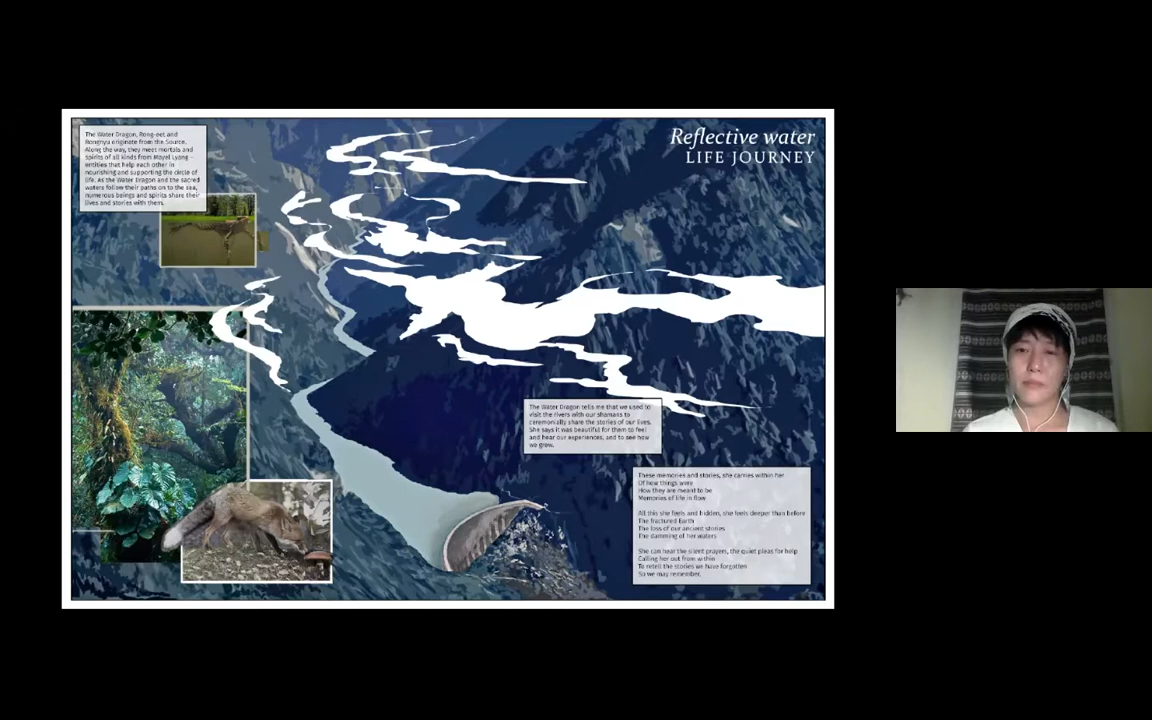 The Water Dragon, Rong-eet and
Rongnyu originate from the Source.
Along the way, they meet mortals and
spirits of all kinds from Mayel Lyang –
entities that help each other in
nourishing and supporting the circle of
life. As the Water Dragon and the sacred
waters follow their paths on to the sea,
numerous beings and spirits share their
lives and stories with them.
Reflective water
LIFE JOURNEY
The Water Dragon tells me that we used to
visit the rivers with our shamans to
ceremonially share the stories of our lives.
She says it was beautiful for them to feel
and hear our experiences, and to see how
we grow.
These memories and stories, she carries within her
Of how things were
How they are meant to be
Memories of life in flow
All this she feels and hidden, she feels deeper than before
The fractured Earth
The loss of our ancient stories
The damming of her waters
She can hear the silent prayers, the quiet pleas for help
Calling her out from within
To retell the stories we have forgotten
So we may remember.